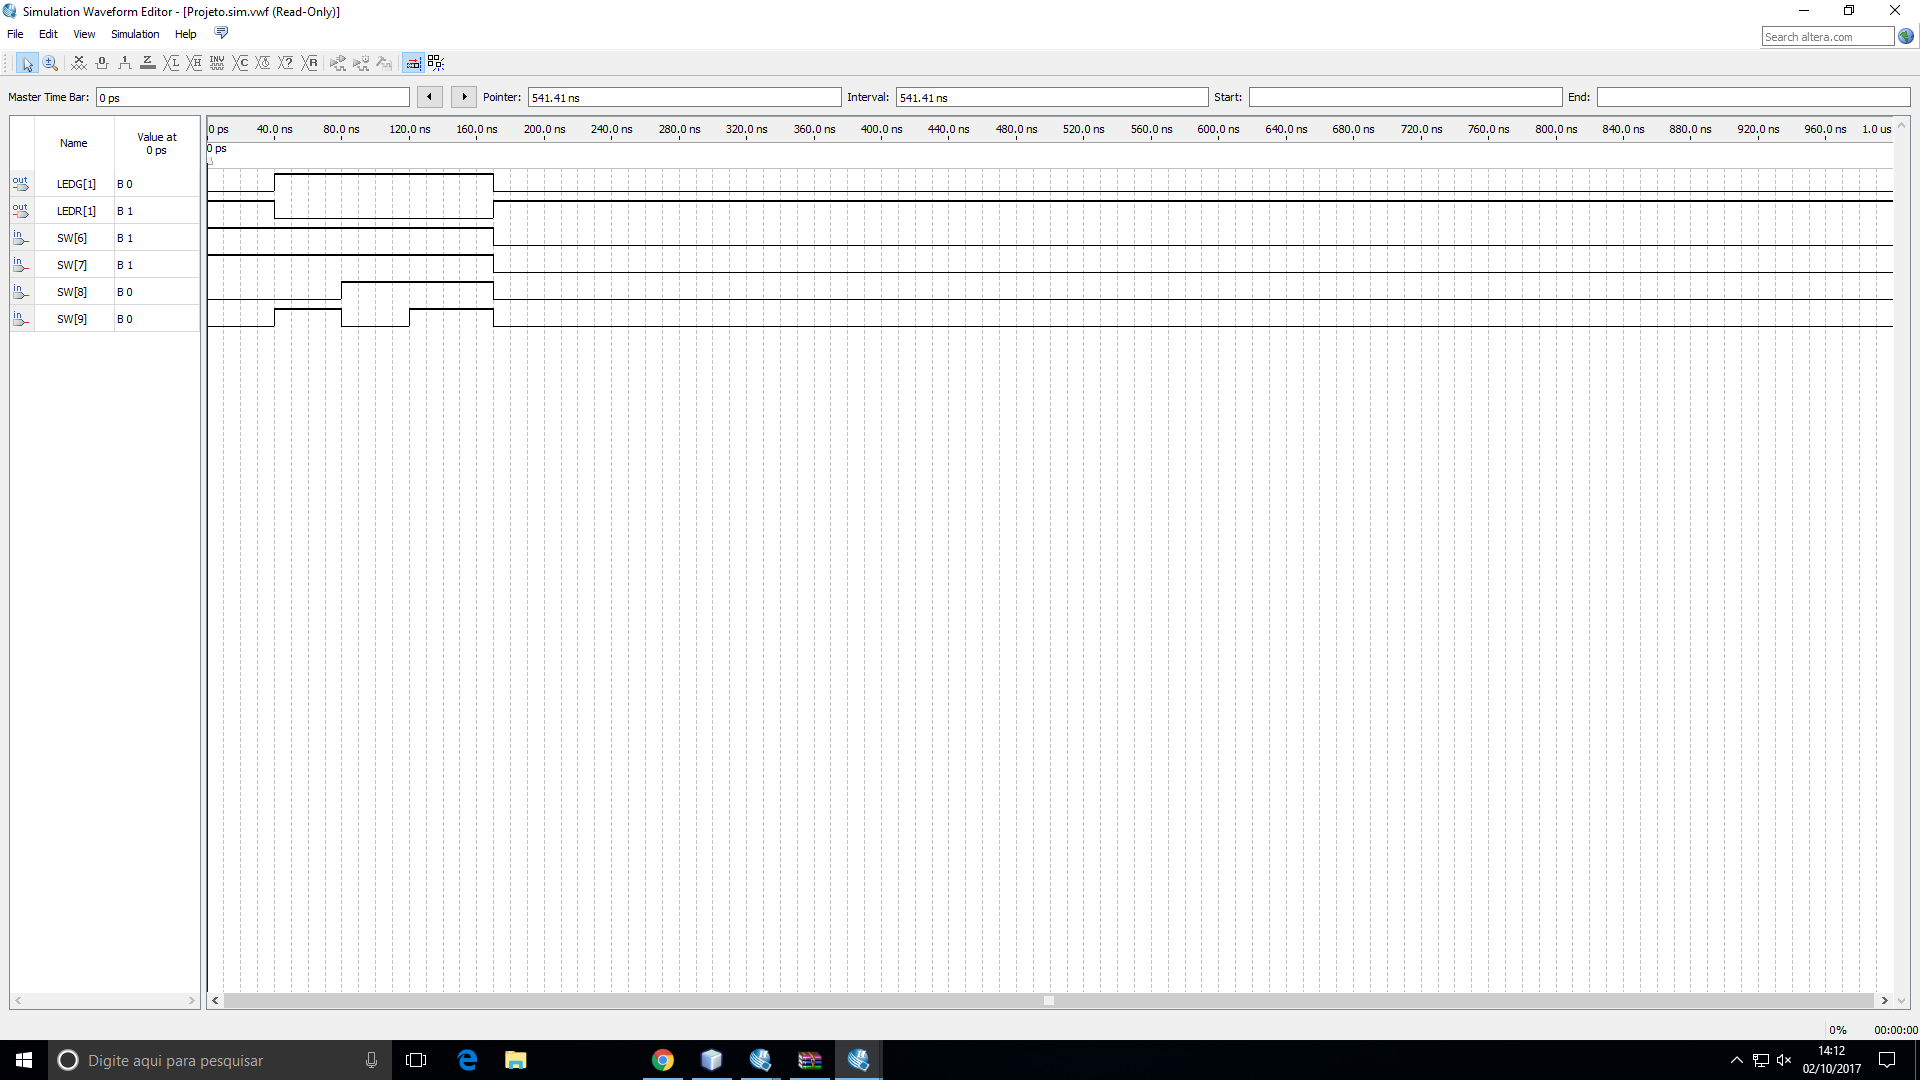 Simulation Waveform Editor - [Projeto.sim.vwf (Read-Only)]
File Edit View Simulation Help
Search altera.com
Master Time Bar: 0 ps Pointer: 541.41 ns Interval: 541.41 ns Start: End:
Name Value at
0 ps
0 ps 40.0 ns 80.0 ns 120.0 ns 160.0 ns 200.0 ns 240.0 ns 280.0 ns 320.0 ns 360.0 ns 400.0 ns 440.0 ns 480.0 ns 520.0 ns 560.0 ns 600.0 ns 640.0 ns 680.0 ns 720.0 ns 760.0 ns 800.0 ns 840.0 ns 880.0 ns 920.0 ns 960.0 ns 1.0 us
0 ps
out LEDG[1] B 0
out LEDR[1] B 1
in SW[6] B 1
in SW[7] B 1
in SW[8] B 0
in SW[9] B 0
0% 00:00:00
Digite aqui para pesquisar
14:12
02/10/2017